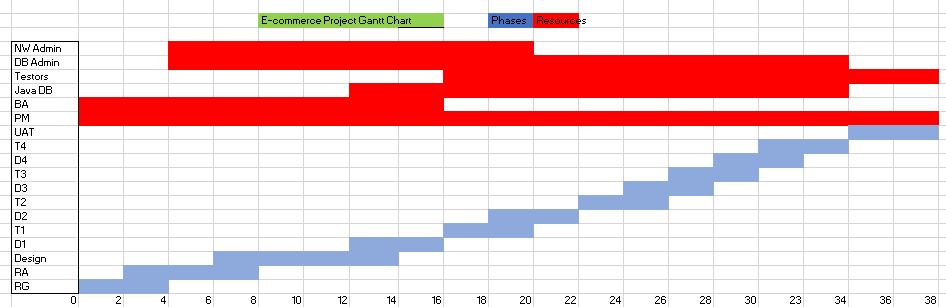 E-commerce Project Gantt Chart Phases Resources
NW Admin
DB Admin
Testors
Java DB
BA
PM
UAT
T4
D4
T3
D3
T2
D2
T1
D1
Design
RA
RG
0 2 4 6 8 10 12 14 16 18 20 22 24 26 28 30 23 34 36 38